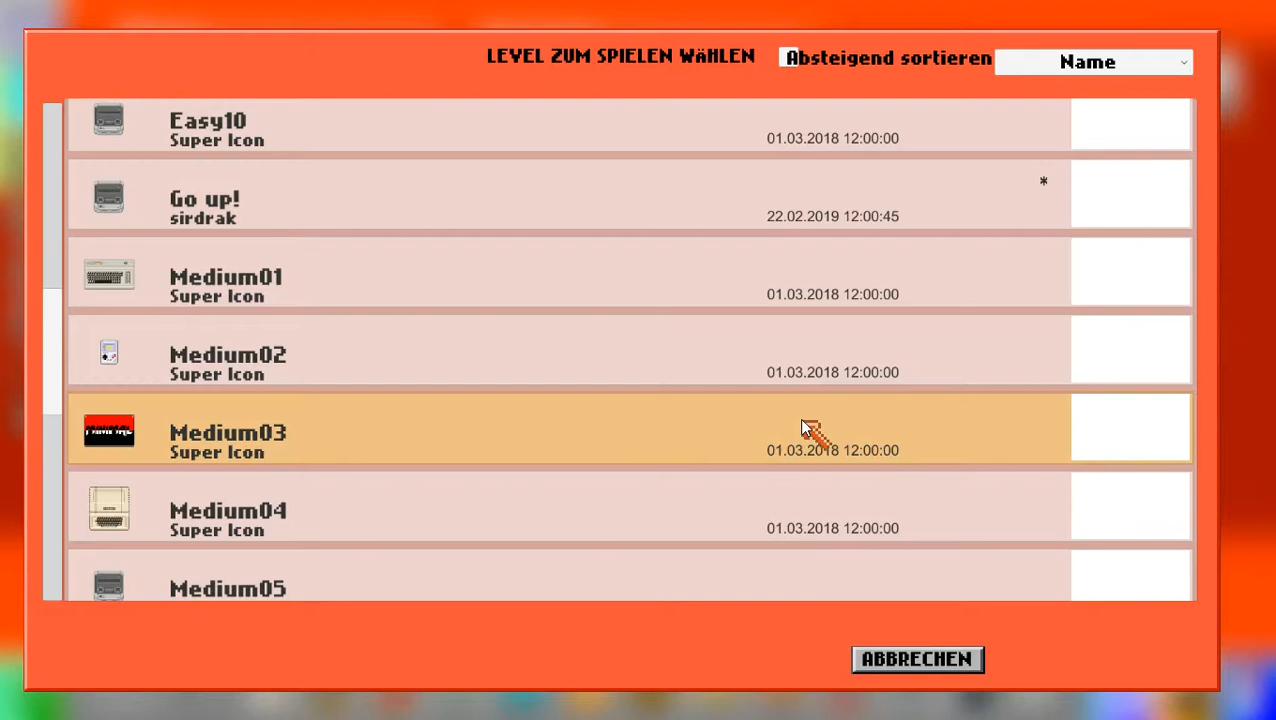 LEVEL ZUM SPIELEN WÄHLEN
Absteigend sortieren
Name
Easy10
Super Icon
01.03.2018 12:00:00
Go up!
sirdrak
22.02.2019 12:00:45
*
Medium01
Super Icon
01.03.2018 12:00:00
Medium02
Super Icon
01.03.2018 12:00:00
MINIMAL
Medium03
Super Icon
01.03.2018 12:00:00
Medium04
Super Icon
01.03.2018 12:00:00
Medium05
ABBRECHEN